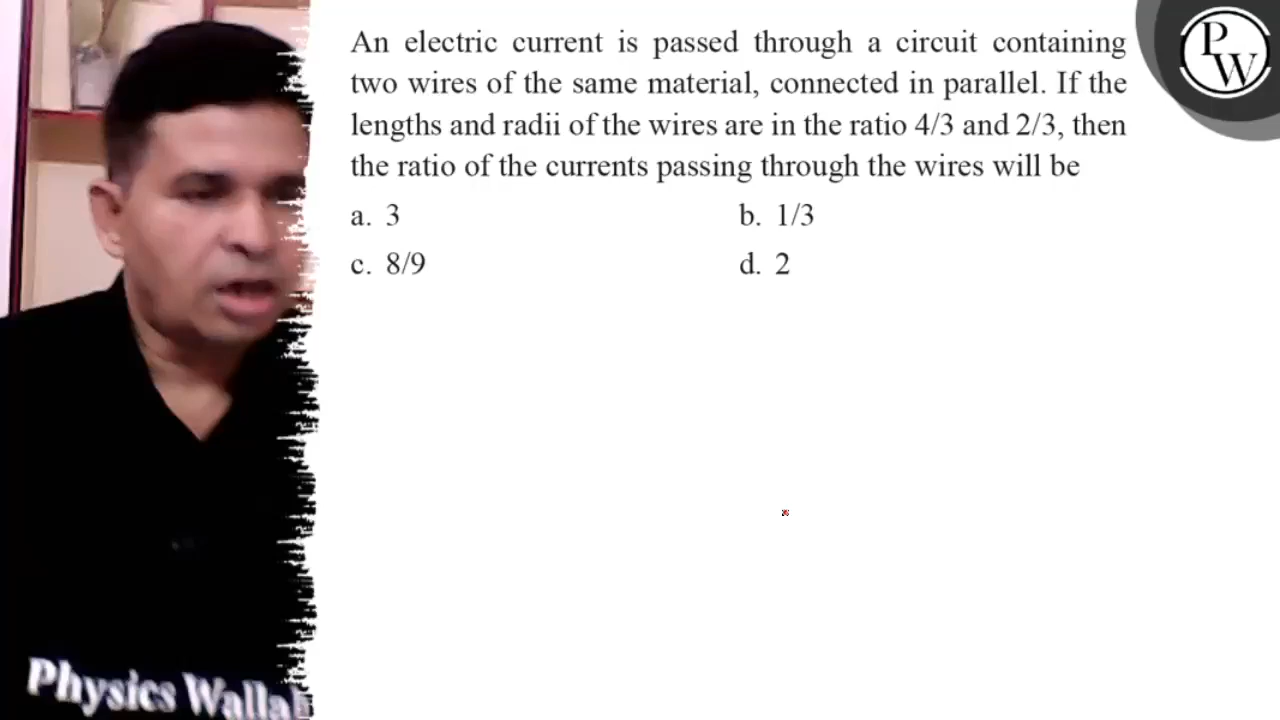 An electric current is passed through a circuit containing
two wires of the same material, connected in parallel. If the
lengths and radii of the wires are in the ratio 4/3 and 2/3, then
the ratio of the currents passing through the wires will be
a. 3
b. 1/3
c. 8/9
d. 2
P
W
Physics Wallah